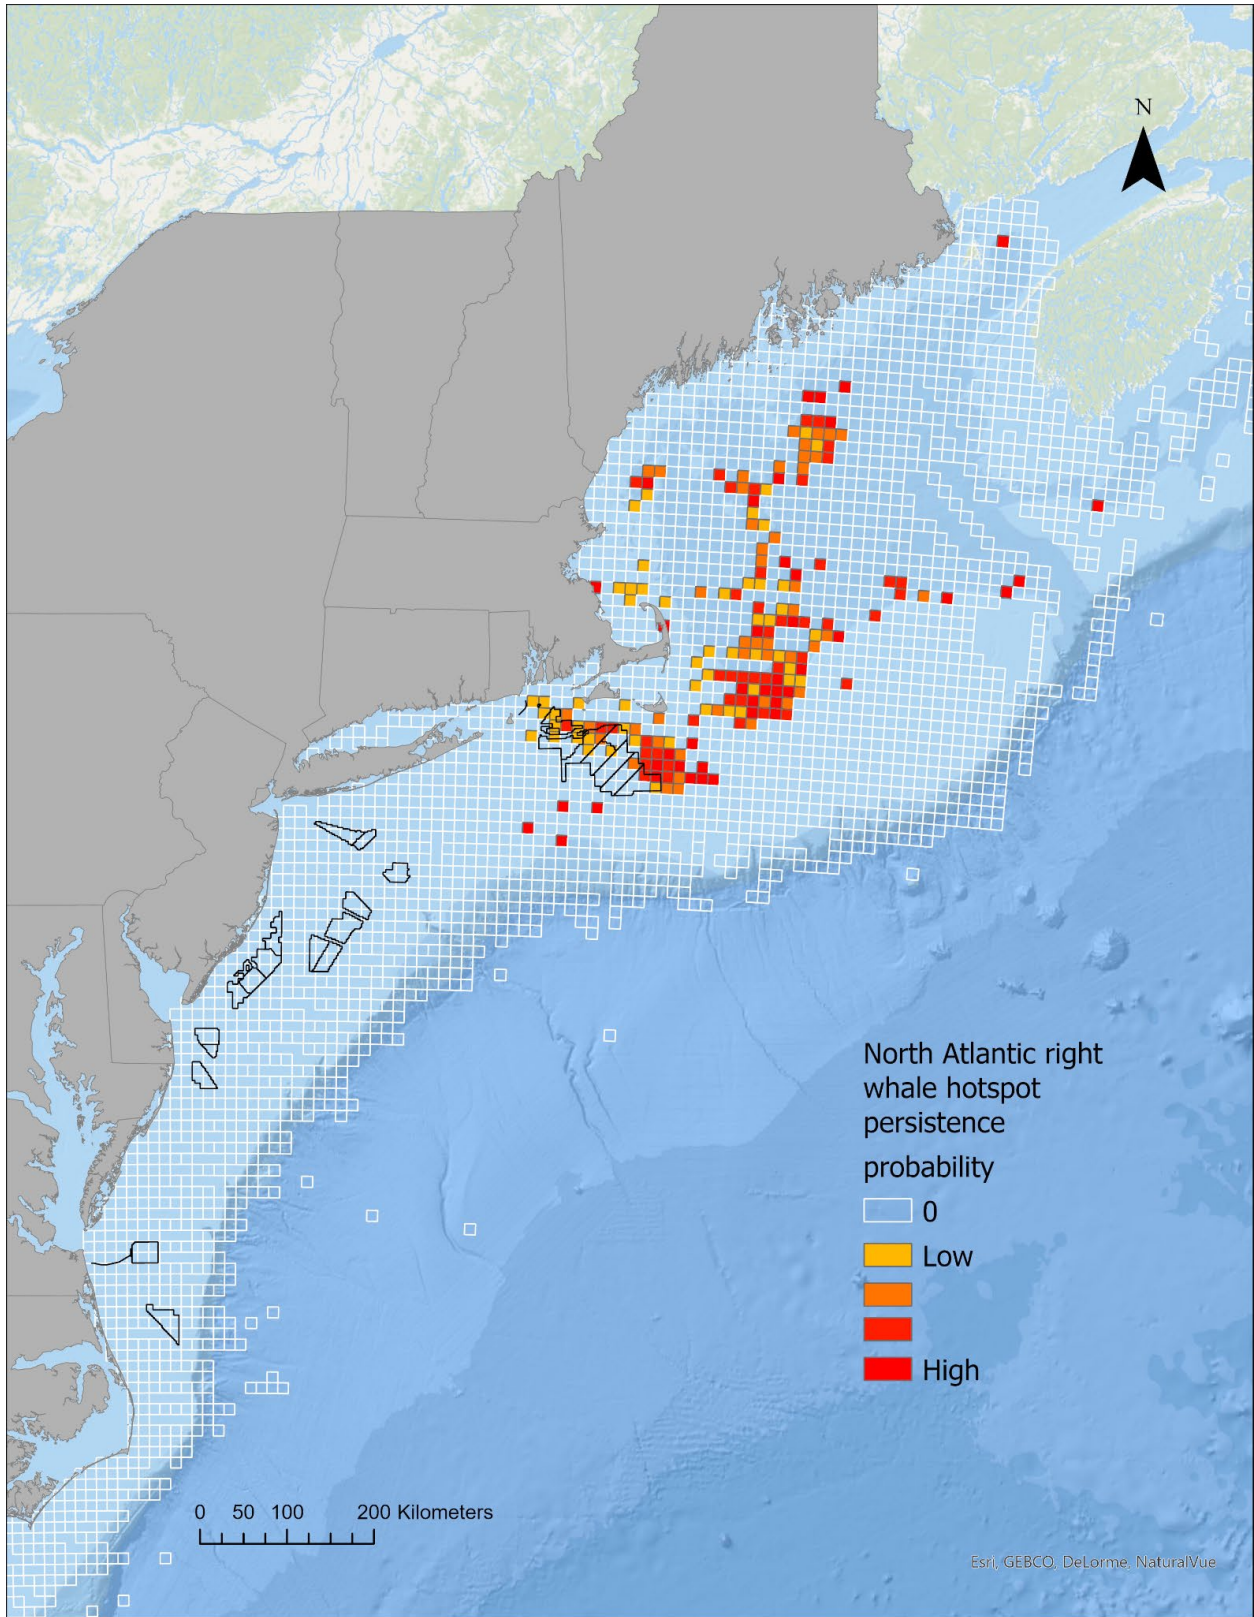 N
North Atlantic right
whale hotspot
persistence
probability
0
Low
High
0 50 100 200 Kilometers
Esri, GEBCO, DeLorme, NaturalVue